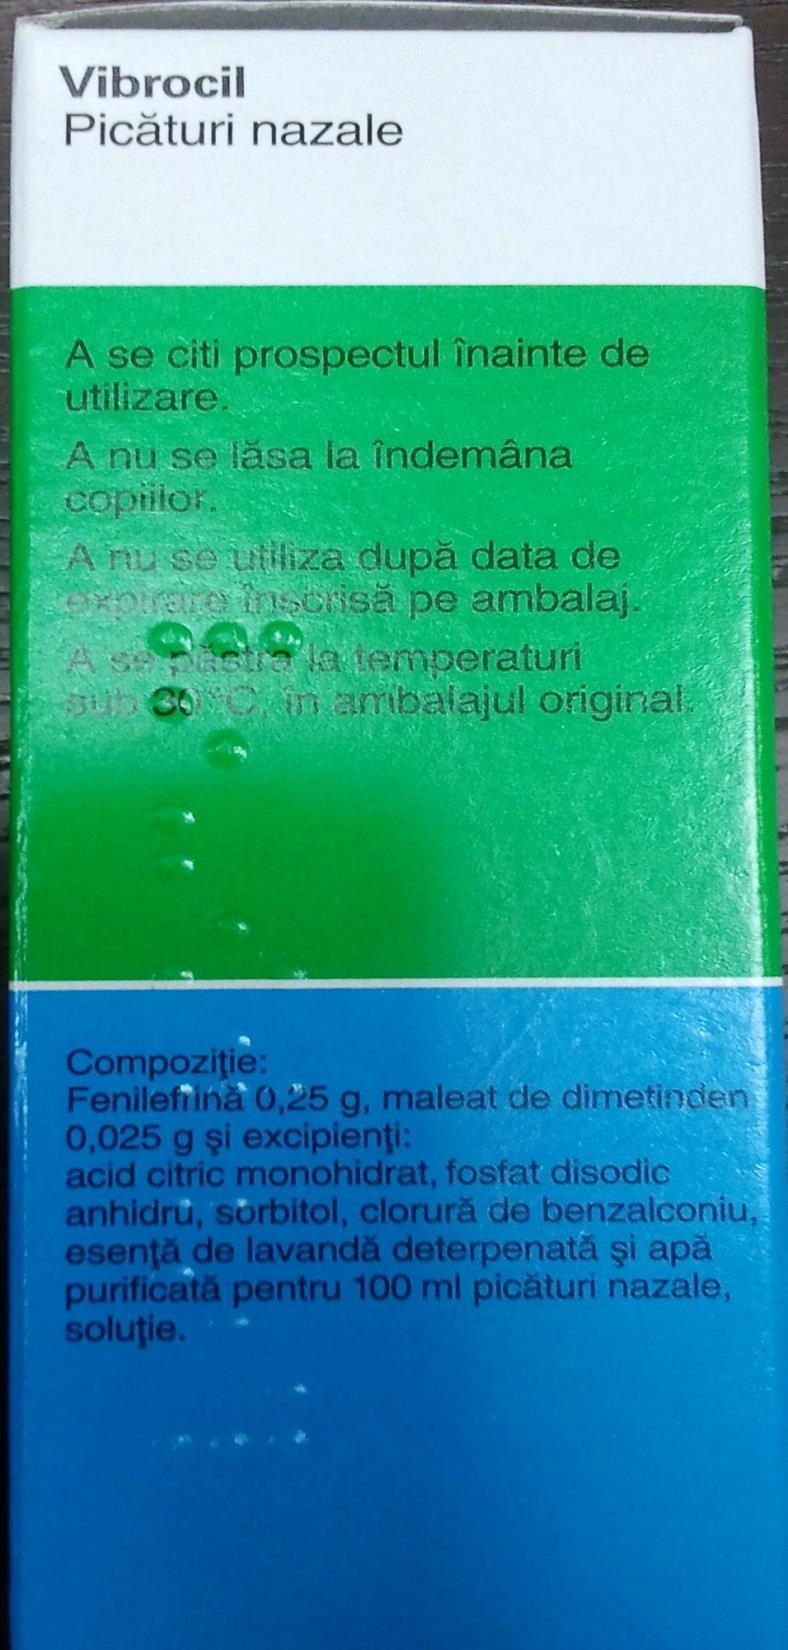 Vibrocil
Picături nazale
A se citi prospectul înainte de
utilizare.
A nu se lăsa la îndemâna
copiilor.
A nu se utiliza după data de
expirare înscrisă pe ambalaj.
A se păstra la temperaturi
sub 30°C, în ambalajul original.
Compoziţie:
Fenilefrină 0,25 g, maleat de dimetinden
0,025 g şi excipienţi:
acid citric monohidrat, fosfat disodic
anhidru, sorbitol, clorură de benzalconiu,
esenţă de lavandă deterpenată şi apă
purificată pentru 100 ml picături nazale,
soluţie.